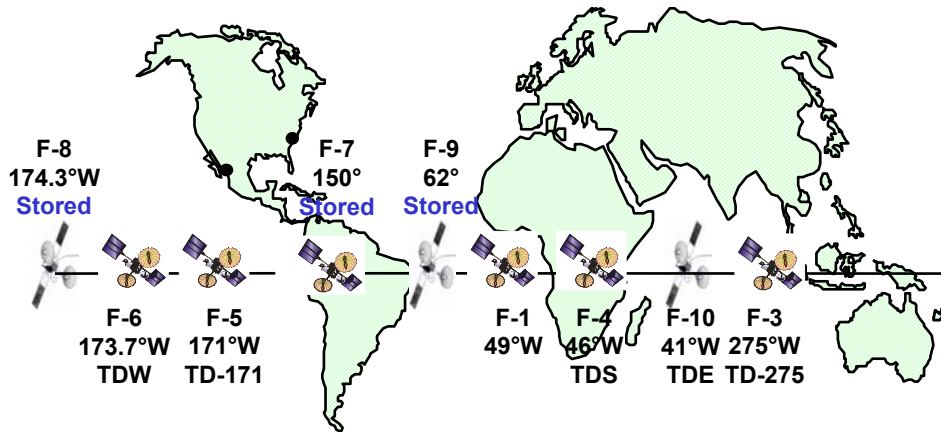 F-8
174.3°W
Stored
F-7
150°
Stored
F-9
62°
Stored
F-6
173.7°W
TDW
F-5
171°W
TD-171
F-1
49°W
F-4
46°W
TDS
F-10
41°W
TDE
F-3
275°W
TD-275